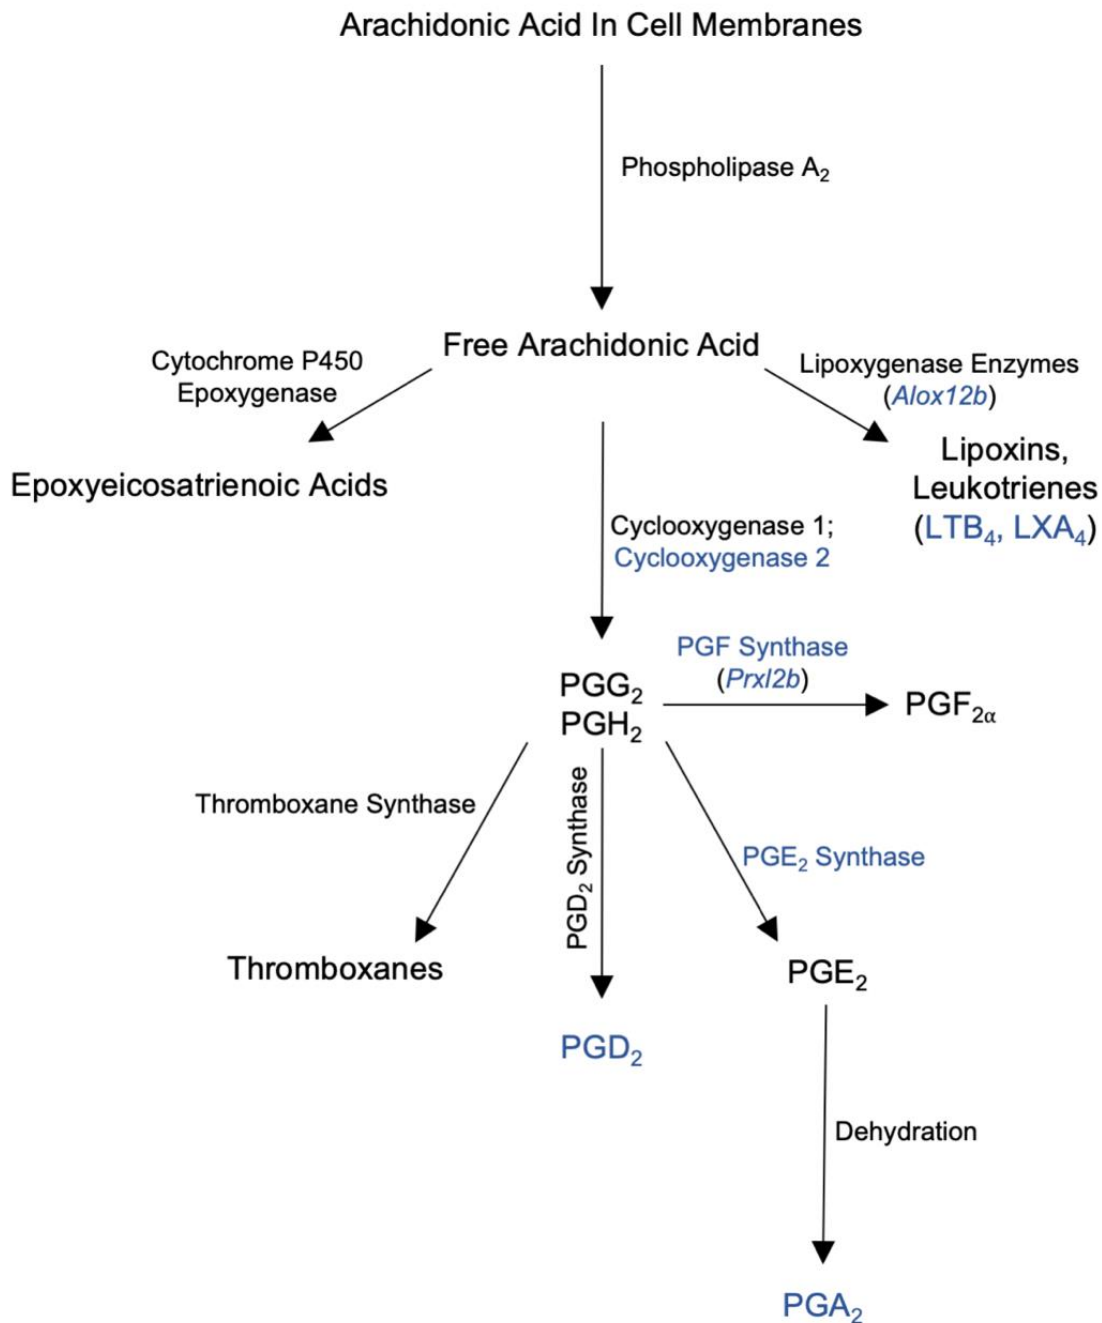 Arachidonic Acid In Cell Membranes
Phospholipase A₂
Free Arachidonic Acid
Cytochrome P450
Epoxygenase
Lipoxygenase Enzymes
(Alox12b)
Epoxyeicosatrienoic Acids
Lipoxins,
Leukotrienes
(LTB₄, LXA₄)
Cyclooxygenase 1;
Cyclooxygenase 2
PGF Synthase
(Prxl2b)
PGG₂
PGH₂
PGF₂α
Thromboxane Synthase
PGD₂ Synthase
PGE₂ Synthase
Thromboxanes
PGE₂
PGD₂
Dehydration
PGA₂